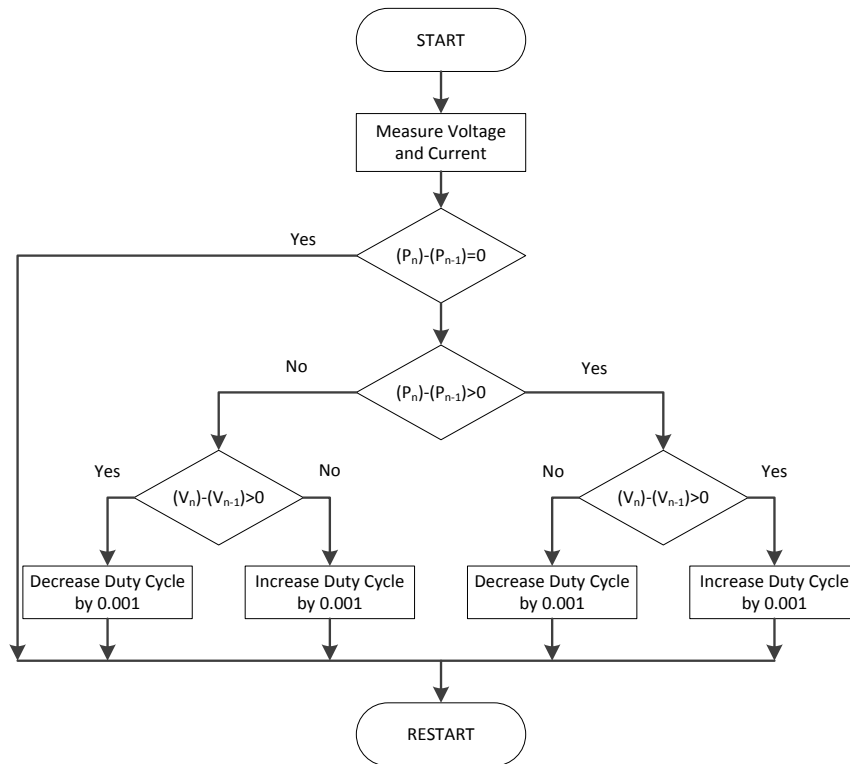 START
Measure Voltage
and Current
Yes
(Pₙ)-(Pₙ₋₁)=0
No
(Pₙ)-(Pₙ₋₁)>0
Yes
Yes
(Vₙ)-(Vₙ₋₁)>0
No
No
(Vₙ)-(Vₙ₋₁)>0
Yes
Decrease Duty Cycle
by 0.001
Increase Duty Cycle
by 0.001
Decrease Duty Cycle
by 0.001
Increase Duty Cycle
by 0.001
RESTART